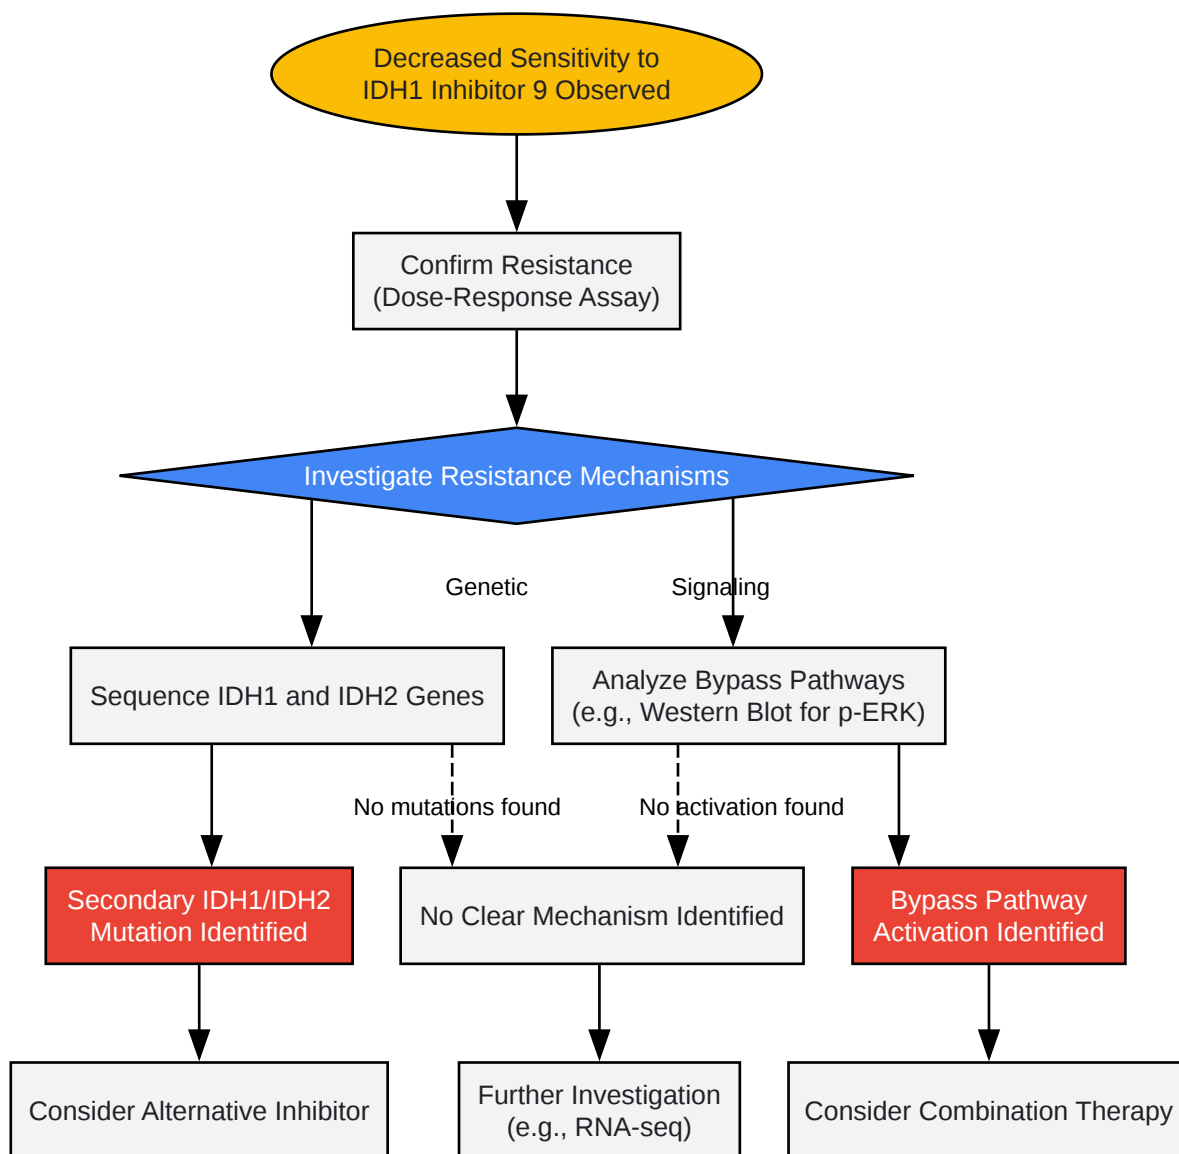 Decreased Sensitivity to
IDH1 Inhibitor 9 Observed
Confirm Resistance
(Dose-Response Assay)
Investigate Resistance Mechanisms
Genetic
Signaling
Sequence IDH1 and IDH2 Genes
Analyze Bypass Pathways
(e.g., Western Blot for p-ERK)
No mutations found
No activation found
Secondary IDH1/IDH2
Mutation Identified
No Clear Mechanism Identified
Bypass Pathway
Activation Identified
Consider Alternative Inhibitor
Further Investigation
(e.g., RNA-seq)
Consider Combination Therapy